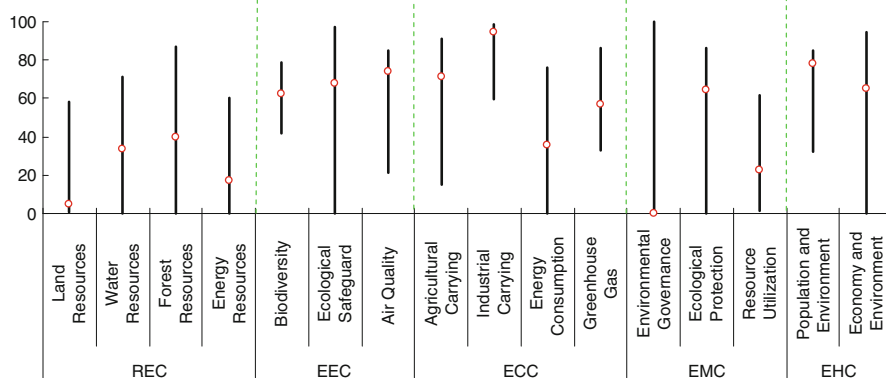 100
80
60
40
20
0
Land
Resources
Water
Resources
Forest
Resources
Energy
Resources
Biodiversity
Ecological
Safeguard
Air Quality
Agricultural
Carrying
Industrial
Carrying
Energy
Consumption
Greenhouse
Gas
Environmental
Governance
Ecological
Protection
Resource
Utilization
Population and
Environment
Economy and
Environment
REC
EEC
ECC
EMC
EHC